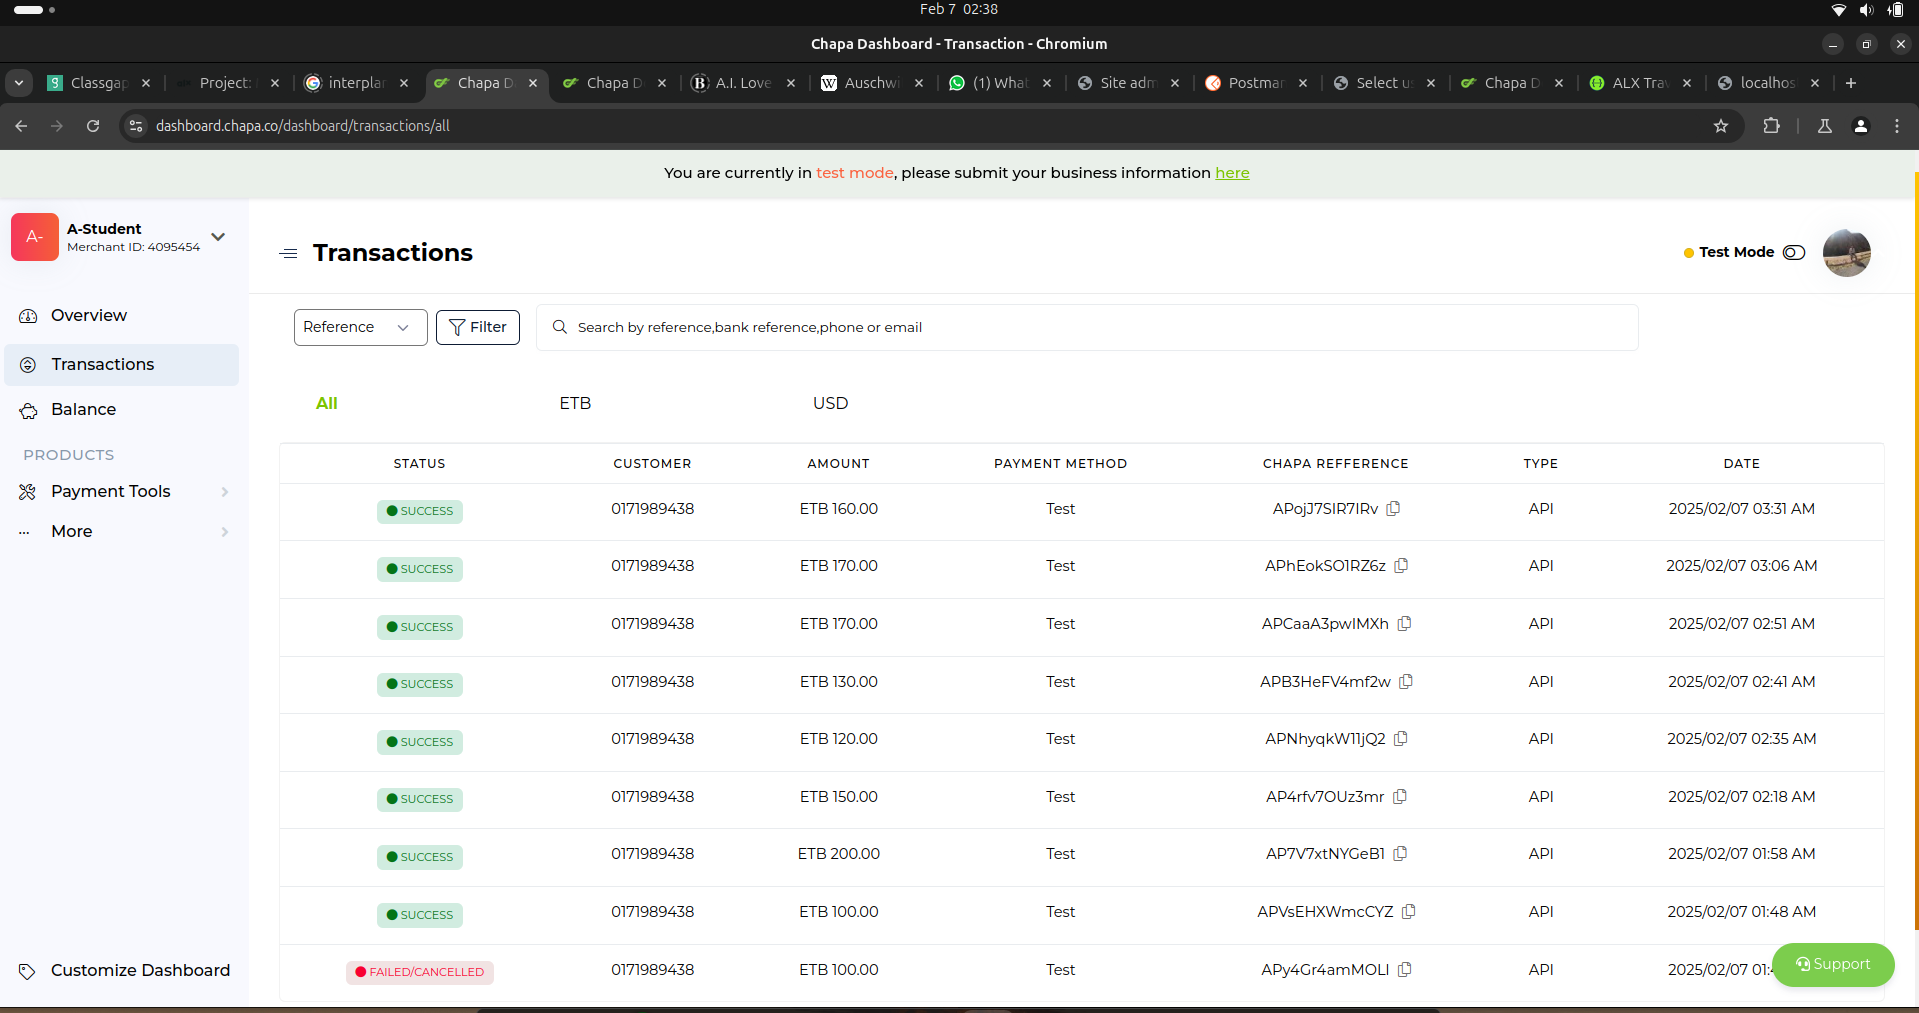 Feb 7 02:38
Chapa Dashboard - Transaction - Chromium
Classgap Project: interplan Chapa D Chapa D A.I. Love Auschwi (1) What Site adm Postman Select us Chapa D ALX Trav localhos
dashboard.chapa.co/dashboard/transactions/all
You are currently in test mode, please submit your business information here
A- A-Student
Merchant ID: 4095454
Transactions
Test Mode
Overview
Transactions
Balance
PRODUCTS
Payment Tools
More
Customize Dashboard
Reference Filter Search by reference,bank reference,phone or email
All ETB USD
STATUS CUSTOMER AMOUNT PAYMENT METHOD CHAPA REFFERENCE TYPE DATE
SUCCESS 0171989438 ETB 160.00 Test APojJ7SIR7IRv API 2025/02/07 03:31 AM
SUCCESS 0171989438 ETB 170.00 Test APhEokSO1RZ6z API 2025/02/07 03:06 AM
SUCCESS 0171989438 ETB 170.00 Test APCaaA3pwIMXh API 2025/02/07 02:51 AM
SUCCESS 0171989438 ETB 130.00 Test APB3HeFV4mf2w API 2025/02/07 02:41 AM
SUCCESS 0171989438 ETB 120.00 Test APNhyqkW11jQ2 API 2025/02/07 02:35 AM
SUCCESS 0171989438 ETB 150.00 Test AP4rfv7OUz3mr API 2025/02/07 02:18 AM
SUCCESS 0171989438 ETB 200.00 Test AP7V7xtNYGeB1 API 2025/02/07 01:58 AM
SUCCESS 0171989438 ETB 100.00 Test APVsEHXWmcCYZ API 2025/02/07 01:48 AM
FAILED/CANCELLED 0171989438 ETB 100.00 Test APy4Gr4amMOLI API 2025/02/07 01:
Support